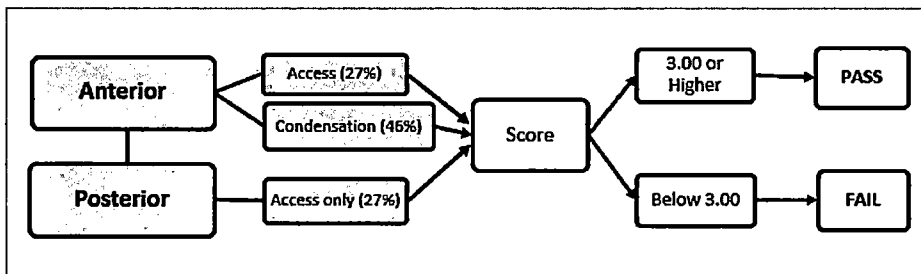 Anterior
Access (27%)
Condensation (46%)
Posterior
Access only (27%)
Score
3.00 or
Higher
PASS
Below 3.00
FAIL